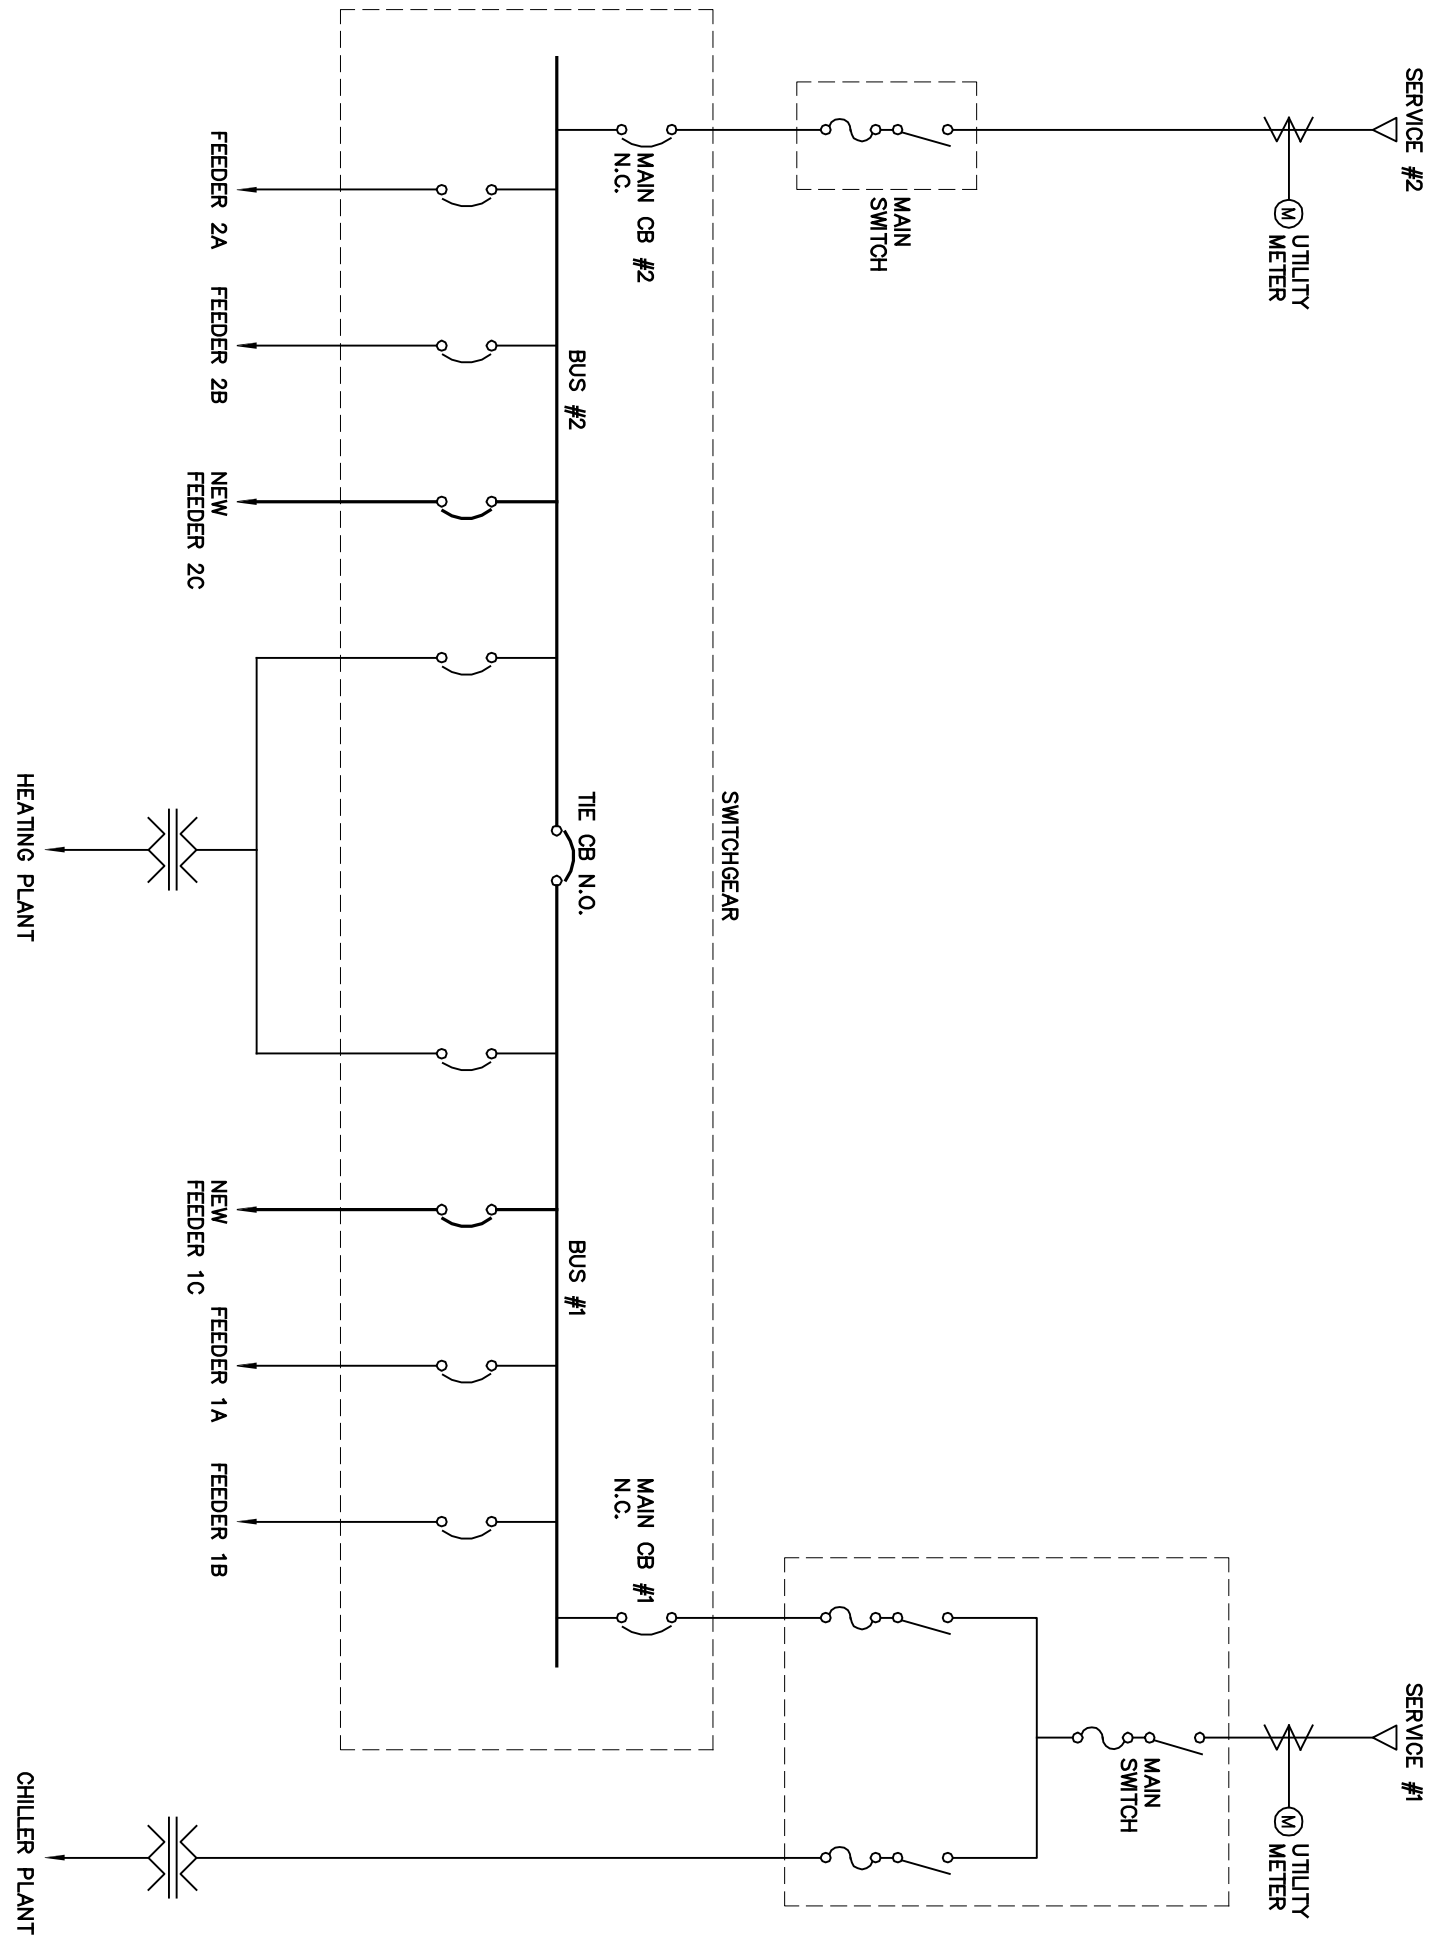 SERVICE #2
UTILITY
METER
M
MAIN
SWITCH
SERVICE #1
UTILITY
METER
M
MAIN
SWITCH
SWITCHGEAR
MAIN CB #2
N.C.
MAIN CB #1
N.C.
BUS #2
TIE CB N.O.
BUS #1
FEEDER 2A
FEEDER 2B
NEW
FEEDER 2C
NEW
FEEDER 1C
FEEDER 1A
FEEDER 1B
HEATING PLANT
CHILLER PLANT